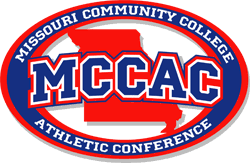 MISSOURI COMMUNITY COLLEGE
MCCAC
ATHLETIC CONFERENCE